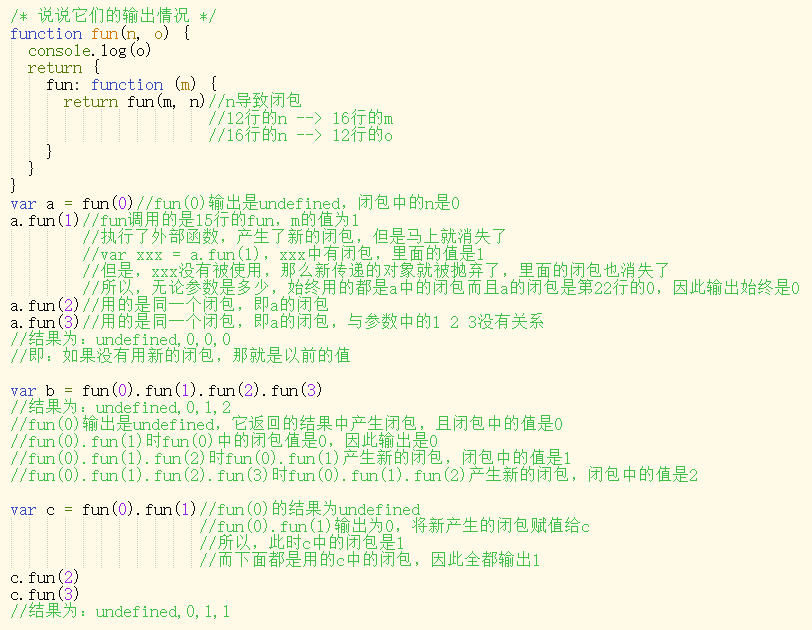 /* 说说它们的输出情况 */
function fun(n, o) {
  console.log(o)
  return {
    fun: function (m) {
      return fun(m, n)//n导致闭包
                      //12行的n --> 16行的m
                      //16行的n --> 12行的o
    }
  }
}
var a = fun(0)//fun(0)输出是undefined，闭包中的n是0
a.fun(1)//fun调用的是15行的fun，m的值为1
        //执行了外部函数，产生了新的闭包，但是马上就消失了
        //var xxx = a.fun(1)，xxx中有闭包，里面的值是1
        //但是，xxx没有被使用，那么新传递的对象就被抛弃了，里面的闭包也消失了
        //所以，无论参数是多少，始终用的都是a中的闭包而且a的闭包是第22行的0，因此输出始终是0
a.fun(2)//用的是同一个闭包，即a的闭包
a.fun(3)//用的是同一个闭包，即a的闭包，与参数中的1 2 3没有关系
//结果为：undefined,0,0,0
//即：如果没有用新的闭包，那就是以前的值

var b = fun(0).fun(1).fun(2).fun(3)
//结果为：undefined,0,1,2
//fun(0)输出是undefined，它返回的结果中产生闭包，且闭包中的值是0
//fun(0).fun(1)时fun(0)中的闭包值是0，因此输出是0
//fun(0).fun(1).fun(2)时fun(0).fun(1)产生新的闭包，闭包中的值是1
//fun(0).fun(1).fun(2).fun(3)时fun(0).fun(1).fun(2)产生新的闭包，闭包中的值是2

var c = fun(0).fun(1)//fun(0)的结果为undefined
                     //fun(0).fun(1)输出为0，将新产生的闭包赋值给c
                     //所以，此时c中的闭包是1
                     //而下面都是用的c中的闭包，因此全都输出1
c.fun(2)
c.fun(3)
//结果为：undefined,0,1,1